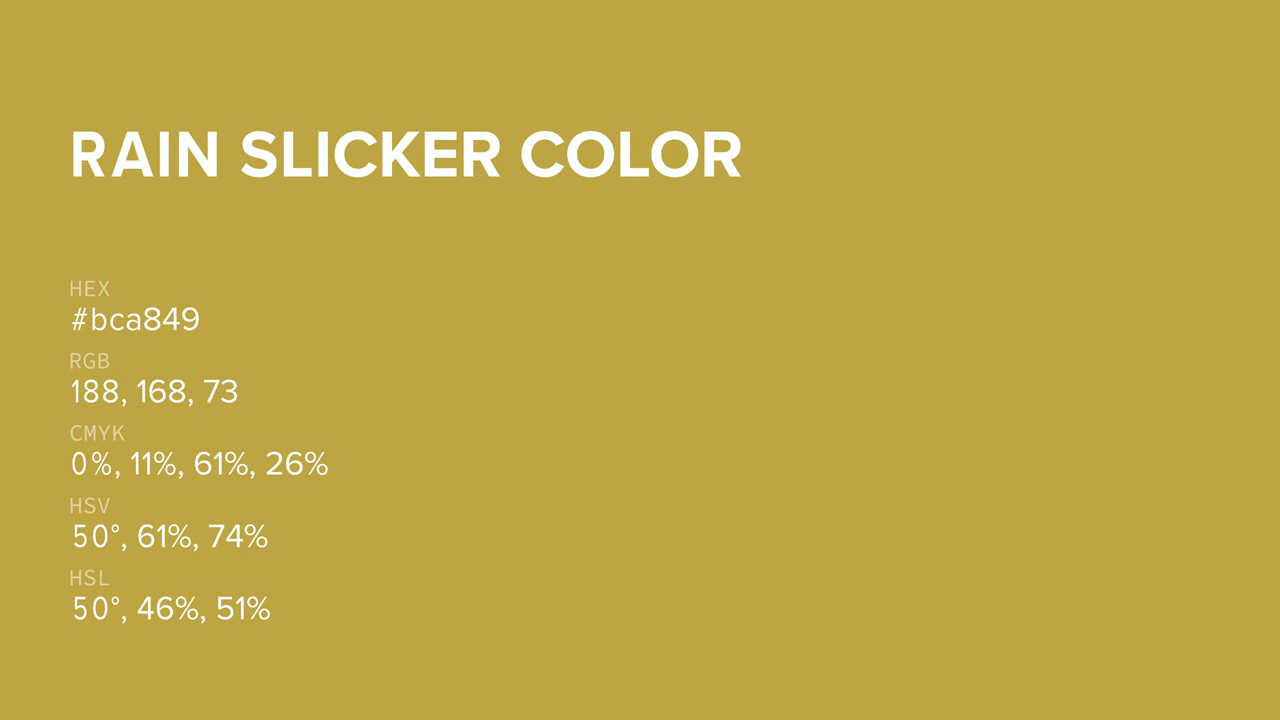 RAIN SLICKER COLOR
HEX
#bca849
RGB
188, 168, 73
CMYK
0%, 11%, 61%, 26%
HSV
50°, 61%, 74%
HSL
50°, 46%, 51%